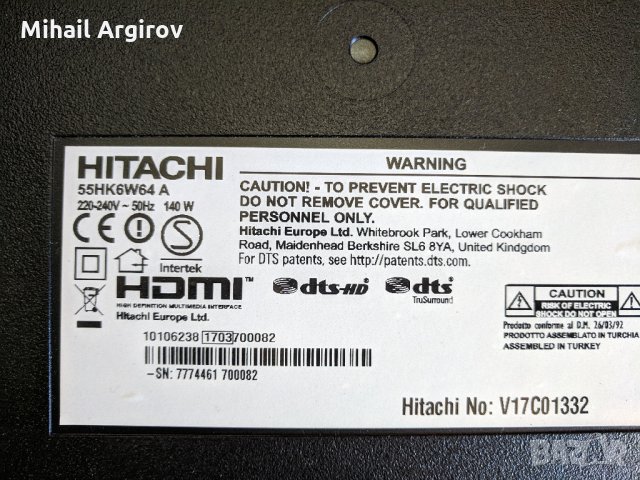 Mihail Argirov
HITACHI
55HK6W64 A
220-240V ~ 50Hz 140 W
CE
S
Intertek
HDMI™
HIGH DEFINITION MULTIMEDIA INTERFACE
Hitachi Europe Ltd.
WARNING
CAUTION! - TO PREVENT ELECTRIC SHOCK
DO NOT REMOVE COVER. FOR QUALIFIED
PERSONNEL ONLY.
Hitachi Europe Ltd. Whitebrook Park, Lower Cookham
Road, Maidenhead Berkshire SL6 8YA, United Kindgdom
For DTS patents, see http://patents.dts.com.
dts-HD
dts
TruSurround
CAUTION
RISK OF ELECTRIC
SHOCK DO NOT OPEN
Prodotto conforme al D.M. 26/03/92
PRODOTTO ASSEMBLATO IN TURCHIA
ASSEMBLED IN TURKEY
10106238 1703 700082
-SN: 7774461 700082
Hitachi No: V17C01332
bazar